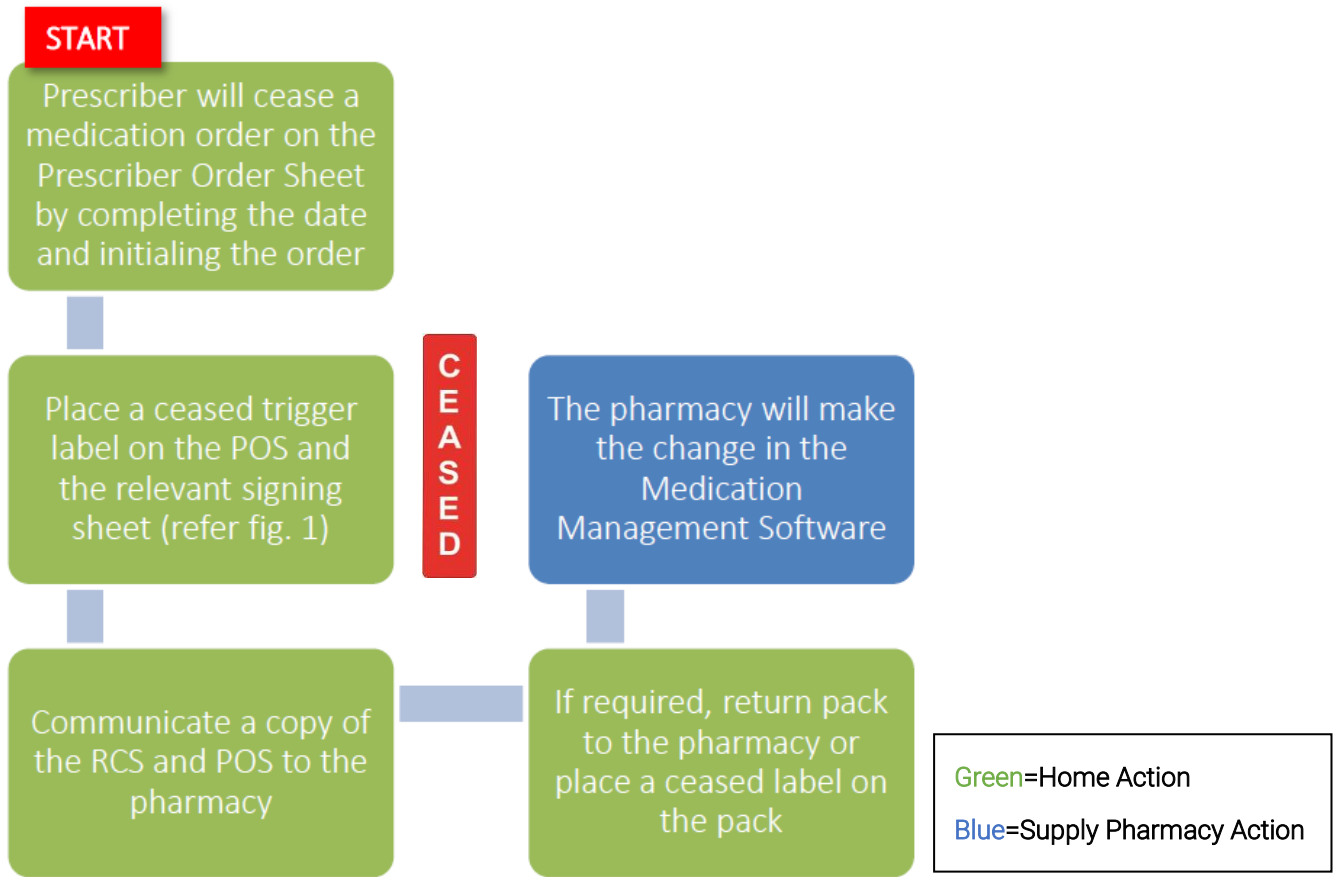 START
Prescriber will cease a
medication order on the
Prescriber Order Sheet
by completing the date
and initialing the order
Place a ceased trigger
label on the POS and
the relevant signing
sheet (refer fig. 1)
CEASED
Communicate a copy of
the RCS and POS to the
pharmacy
If required, return pack
to the pharmacy or
place a ceased label on
the pack
The pharmacy will make
the change in the
Medication
Management Software
Green=Home Action
Blue=Supply Pharmacy Action